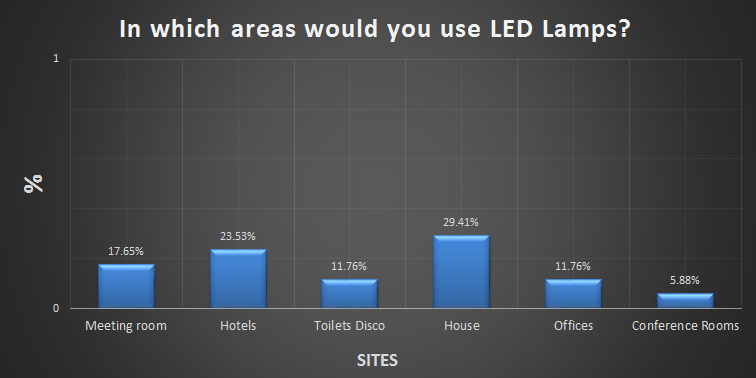 In which areas would you use LED Lamps?
1
%
0
17.65%
23.53%
11.76%
29.41%
11.76%
5.88%
Meeting room
Hotels
Toilets Disco
House
Offices
Conference Rooms
SITES